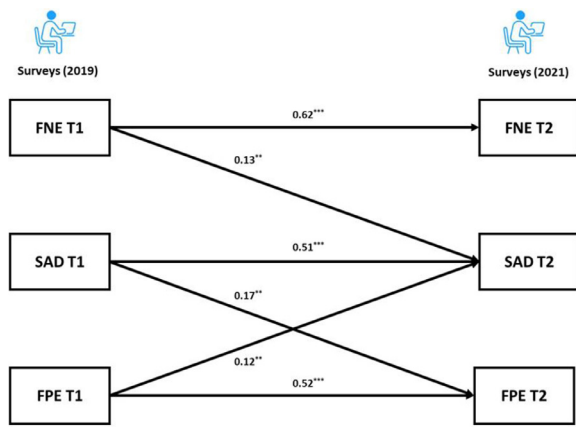 Surveys (2019)
Surveys (2021)
FNE T1
0.62***
FNE T2
0.13**
SAD T1
0.51***
SAD T2
0.17**
0.12**
FPE T1
0.52***
FPE T2